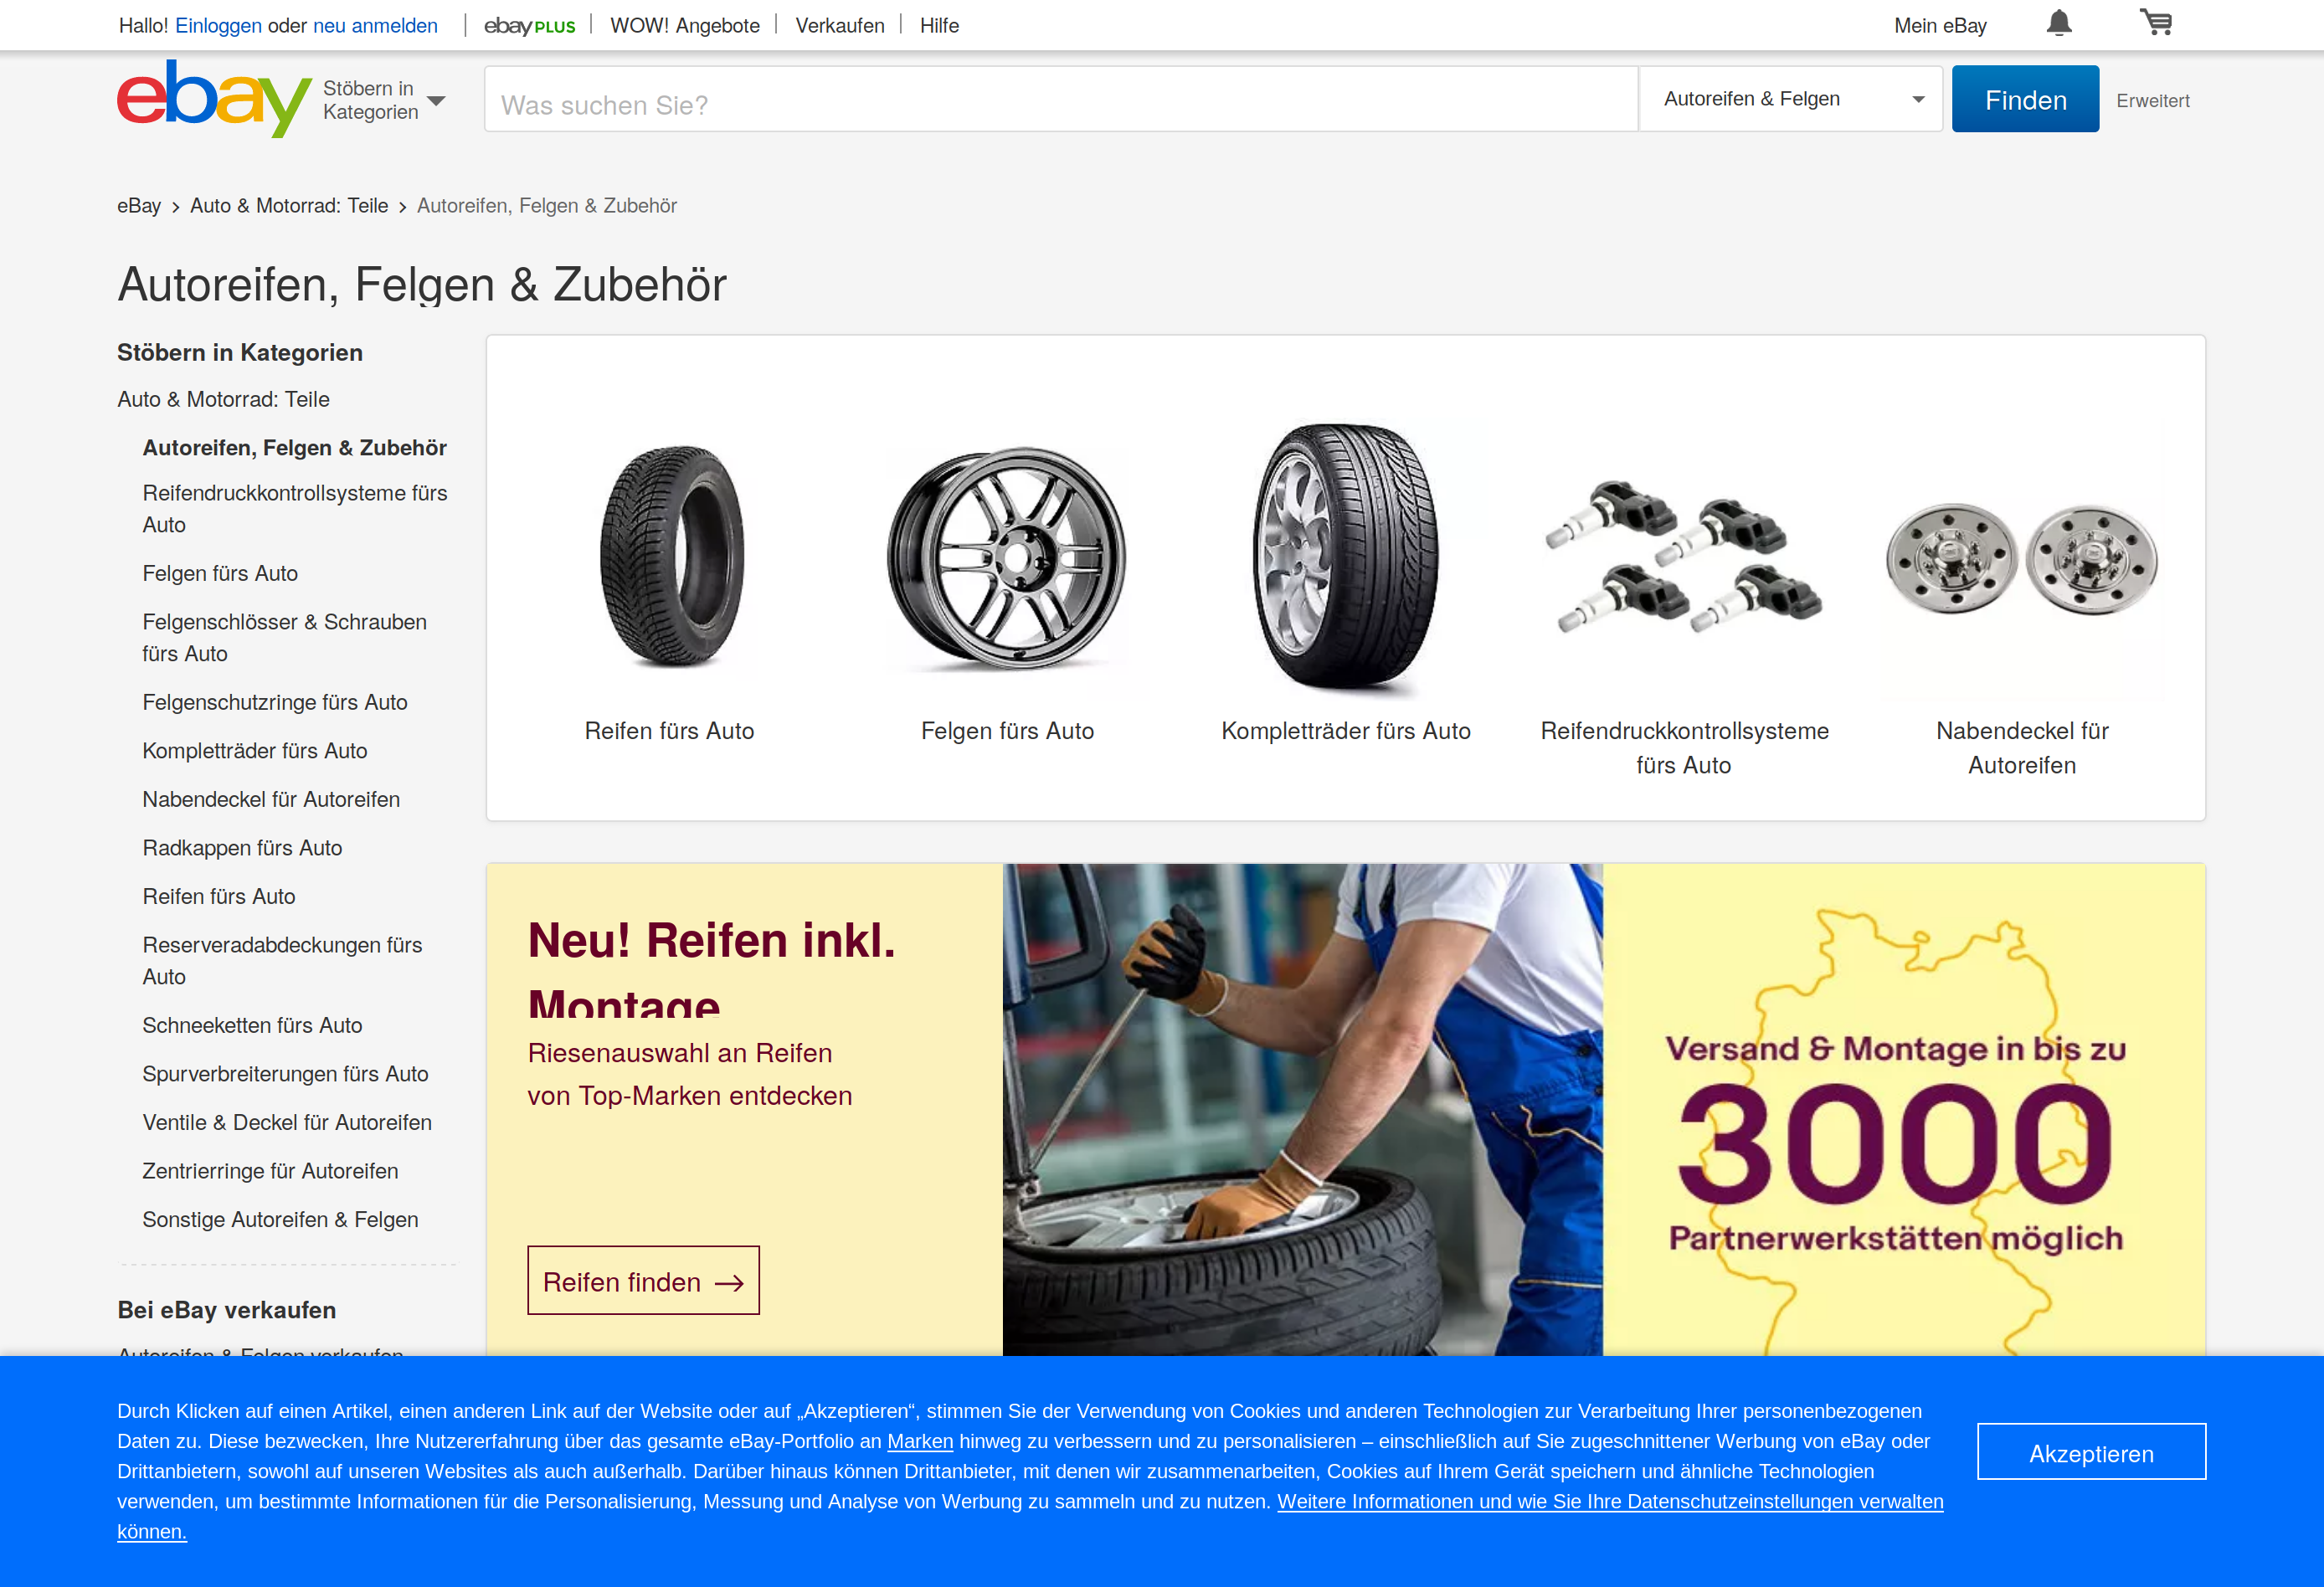 Hallo! Einloggen oder neu anmelden
ebay PLUS
WOW! Angebote
Verkaufen
Hilfe
Mein eBay
ebay
Stöbern in
Kategorien
Was suchen Sie?
Autoreifen & Felgen
Finden
Erweitert
eBay > Auto & Motorrad: Teile > Autoreifen, Felgen & Zubehör
Autoreifen, Felgen & Zubehör
Stöbern in Kategorien
Auto & Motorrad: Teile
Autoreifen, Felgen & Zubehör
Reifendruckkontrollsysteme fürs
Auto
Felgen fürs Auto
Felgenschlösser & Schrauben
fürs Auto
Felgenschutzringe fürs Auto
Kompletträder fürs Auto
Nabendeckel für Autoreifen
Radkappen fürs Auto
Reifen fürs Auto
Reserveradabdeckungen fürs
Auto
Schneeketten fürs Auto
Spurverbreiterungen fürs Auto
Ventile & Deckel für Autoreifen
Zentrierringe für Autoreifen
Sonstige Autoreifen & Felgen
Bei eBay verkaufen
Autoreifen & Felgen verkaufen
Reifen fürs Auto
Felgen fürs Auto
Kompletträder fürs Auto
Reifendruckkontrollsysteme
fürs Auto
Nabendeckel für
Autoreifen
Neu! Reifen inkl.
Montage
Riesenauswahl an Reifen
von Top-Marken entdecken
Reifen finden →
Versand & Montage in bis zu
3000
Partnerwerkstätten möglich
Durch Klicken auf einen Artikel, einen anderen Link auf der Website oder auf „Akzeptieren“, stimmen Sie der Verwendung von Cookies und anderen Technologien zur Verarbeitung Ihrer personenbezogenen
Daten zu. Diese bezwecken, Ihre Nutzererfahrung über das gesamte eBay-Portfolio an Marken hinweg zu verbessern und zu personalisieren – einschließlich auf Sie zugeschnittener Werbung von eBay oder
Drittanbietern, sowohl auf unseren Websites als auch außerhalb. Darüber hinaus können Drittanbieter, mit denen wir zusammenarbeiten, Cookies auf Ihrem Gerät speichern und ähnliche Technologien
verwenden, um bestimmte Informationen für die Personalisierung, Messung und Analyse von Werbung zu sammeln und zu nutzen. Weitere Informationen und wie Sie Ihre Datenschutzeinstellungen verwalten
können.
Akzeptieren